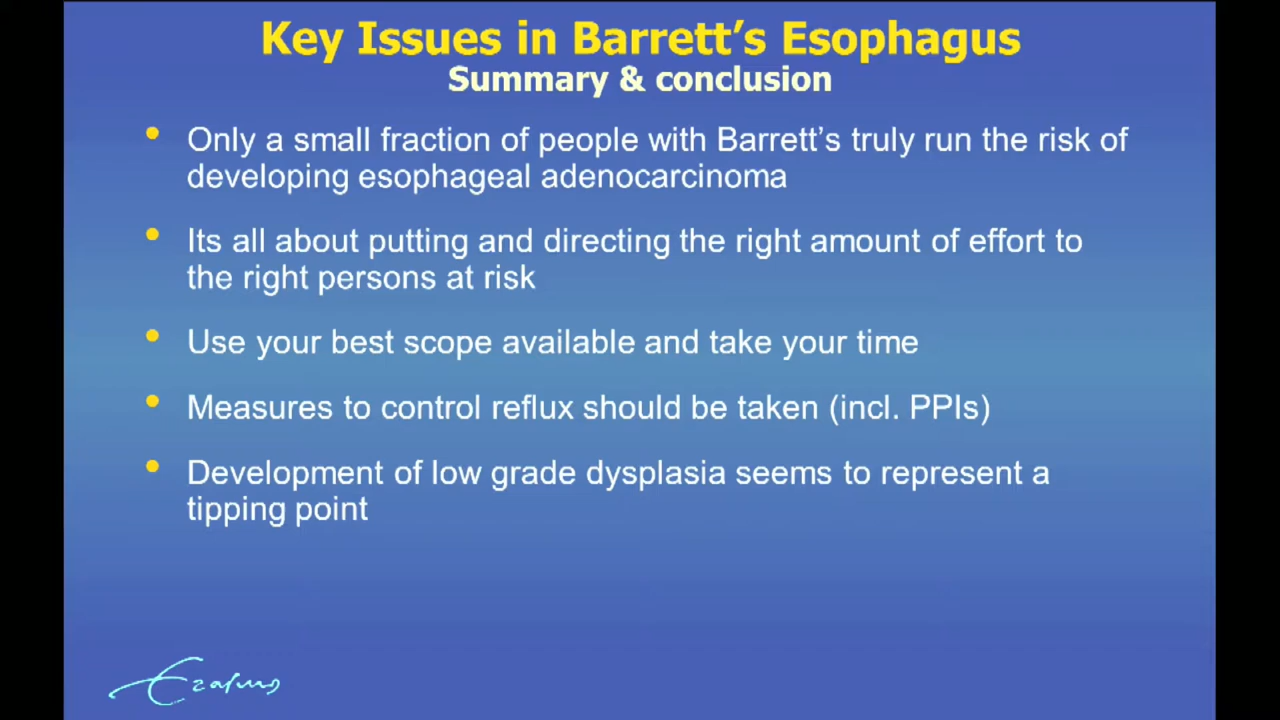 Key Issues in Barrett’s Esophagus
Summary & conclusion
• Only a small fraction of people with Barrett’s truly run the risk of
developing esophageal adenocarcinoma
• Its all about putting and directing the right amount of effort to
the right persons at risk
• Use your best scope available and take your time
• Measures to control reflux should be taken (incl. PPIs)
• Development of low grade dysplasia seems to represent a
tipping point
Erasmus